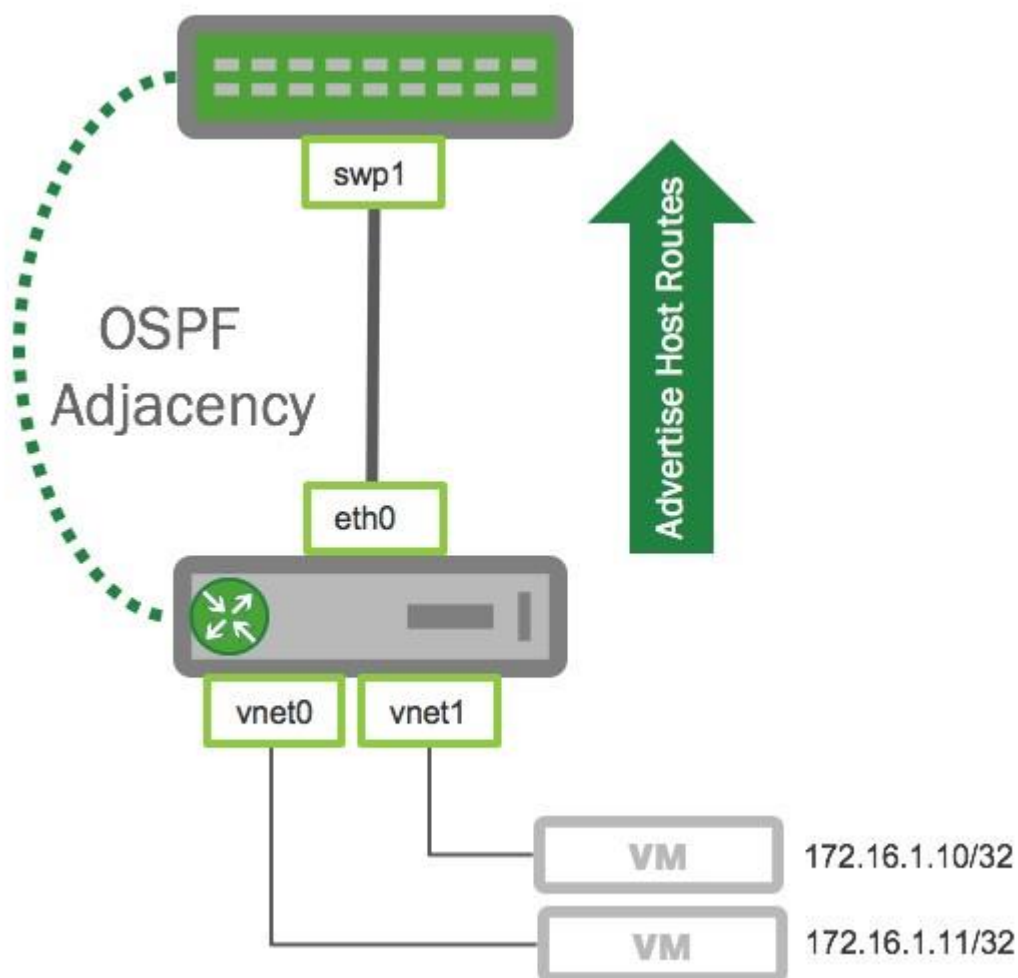 swp1
OSPF
Adjacency
Advertise Host Routes
eth0
vnet0
vnet1
VM
172.16.1.10/32
VM
172.16.1.11/32